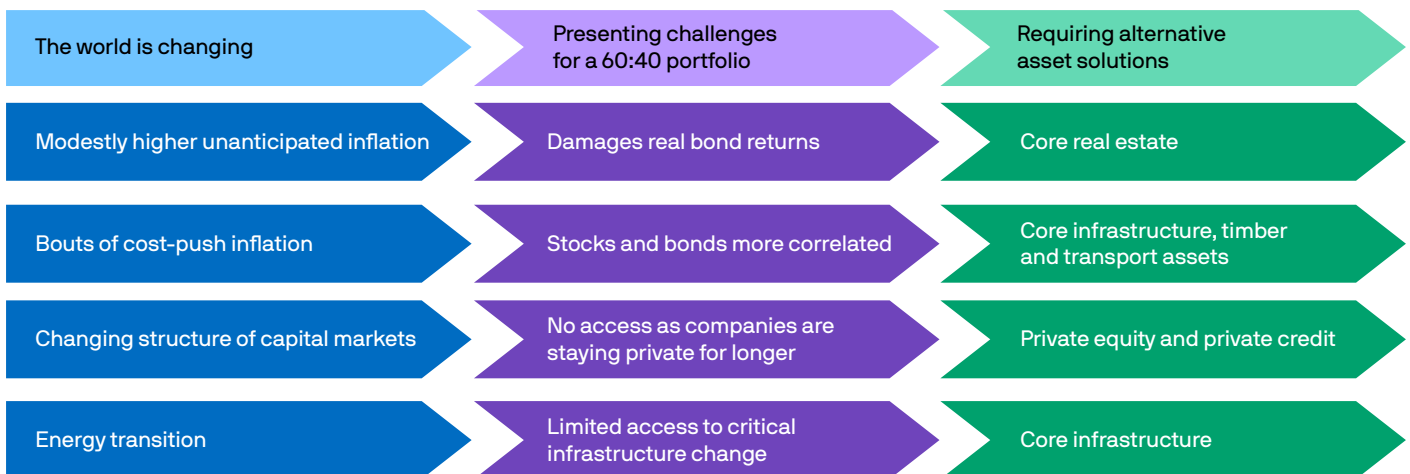 The world is changing
Presenting challenges
for a 60:40 portfolio
Requiring alternative
asset solutions
Modestly higher unanticipated inflation
Damages real bond returns
Core real estate
Bouts of cost-push inflation
Stocks and bonds more correlated
Core infrastructure, timber
and transport assets
Changing structure of capital markets
No access as companies are
staying private for longer
Private equity and private credit
Energy transition
Limited access to critical
infrastructure change
Core infrastructure